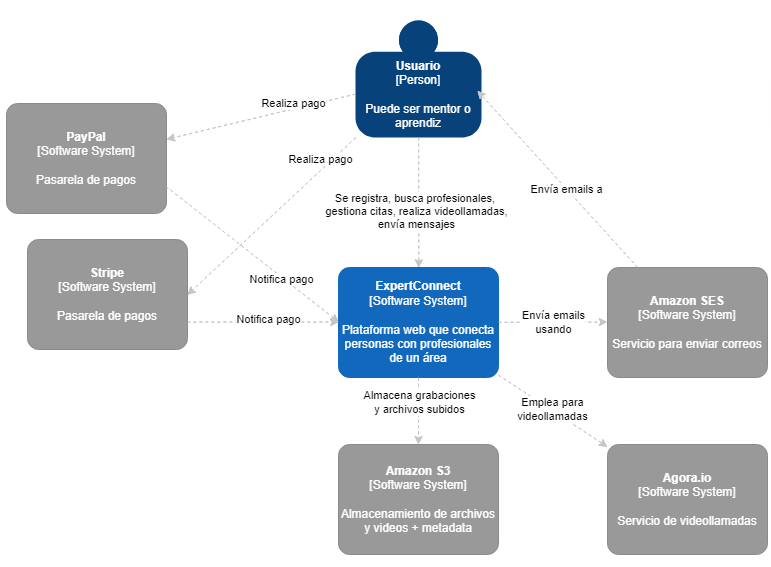 Usuario
[Person]
Puede ser mentor o
aprendiz
Realiza pago
PayPal
[Software System]
Pasarela de pagos
Realiza pago
Se registra, busca profesionales,
gestiona citas, realiza videollamadas,
envía mensajes
Envía emails a
Stripe
[Software System]
Pasarela de pagos
Notifica pago
Notifica pago
ExpertConnect
[Software System]
Plataforma web que conecta
personas con profesionales
de un área
Envía emails
usando
Amazon SES
[Software System]
Servicio para enviar correos
Almacena grabaciones
y archivos subidos
Emplea para
videollamadas
Amazon S3
[Software System]
Almacenamiento de archivos
y videos + metadata
Agora.io
[Software System]
Servicio de videollamadas